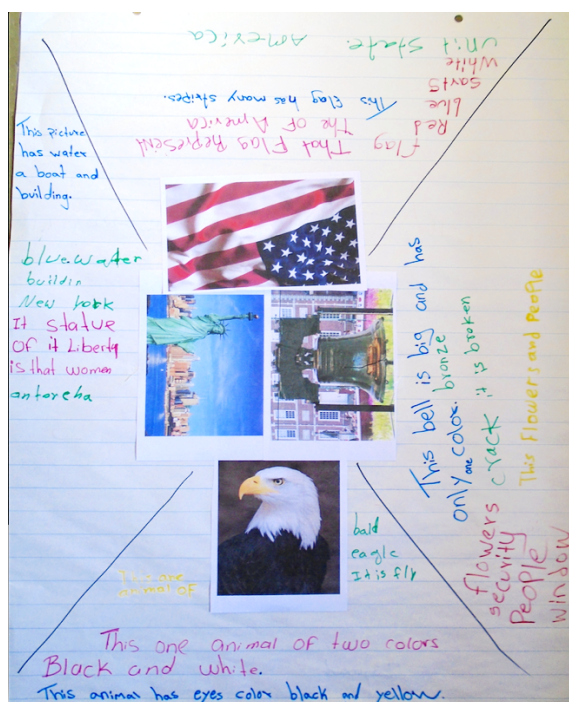 Unit State. America
White
Sarts
blue
Red
flag
This Flag has many stripes.
The OF America
That Flag Represent
This picture
has water
a boat and
building.
blue.water
buildin
New York
It statue
OF it Liberty
is that women
antorcha
This bell is big and has
only one color.
bronze
crack it is broken
This Flowers and People
flowers
security
People
window
bald
eagle
It is fly
This are
animal OF
This one animal of two colors
Black and white.
This animal has eyes color black and yellow.